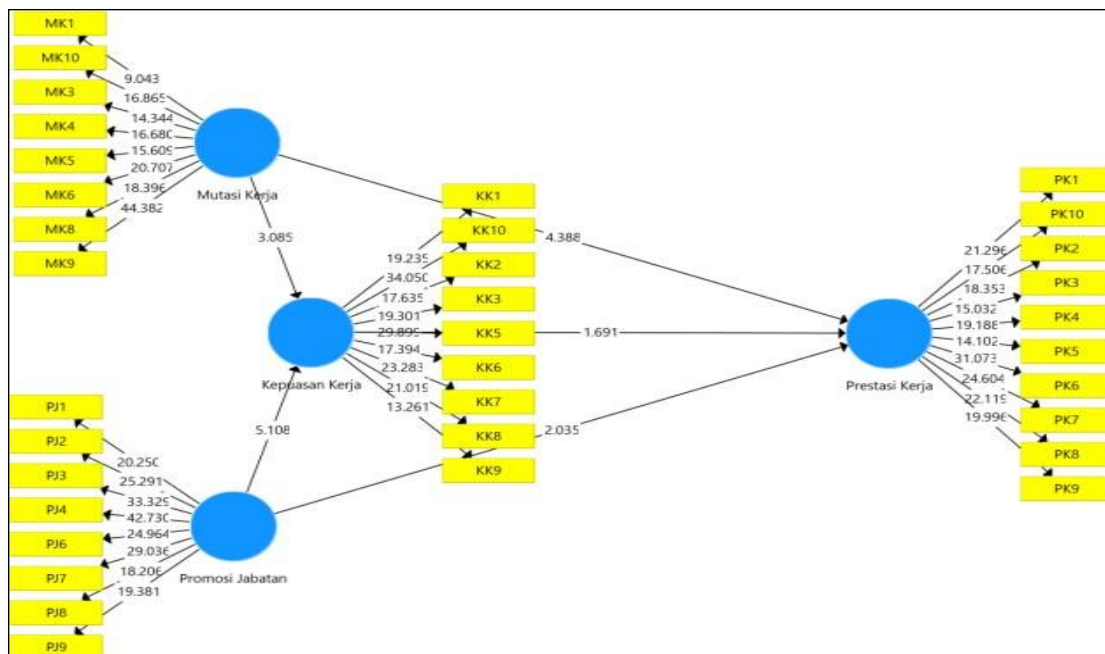 MK1
MK10
MK3
MK4
MK5
MK6
MK8
MK9
9.043
16.865
14.344
16.680
15.609
20.707
18.396
44.382
Mutasi Kerja
3.085
4.388
KK1
KK10
KK2
KK3
KK5
KK6
KK7
KK8
KK9
19.235
34.050
17.635
19.301
29.895
17.394
23.283
21.019
13.261
Kepuasan Kerja
1.691
5.108
2.035
PJ1
PJ2
PJ3
PJ4
PJ6
PJ7
PJ8
PJ9
20.250
25.291
33.329
42.730
24.964
29.036
18.206
19.381
Promosi Jabatan
Prestasi Kerja
21.296
17.506
18.353
15.032
19.188
14.102
31.073
24.604
22.119
19.996
PK1
PK10
PK2
PK3
PK4
PK5
PK6
PK7
PK8
PK9